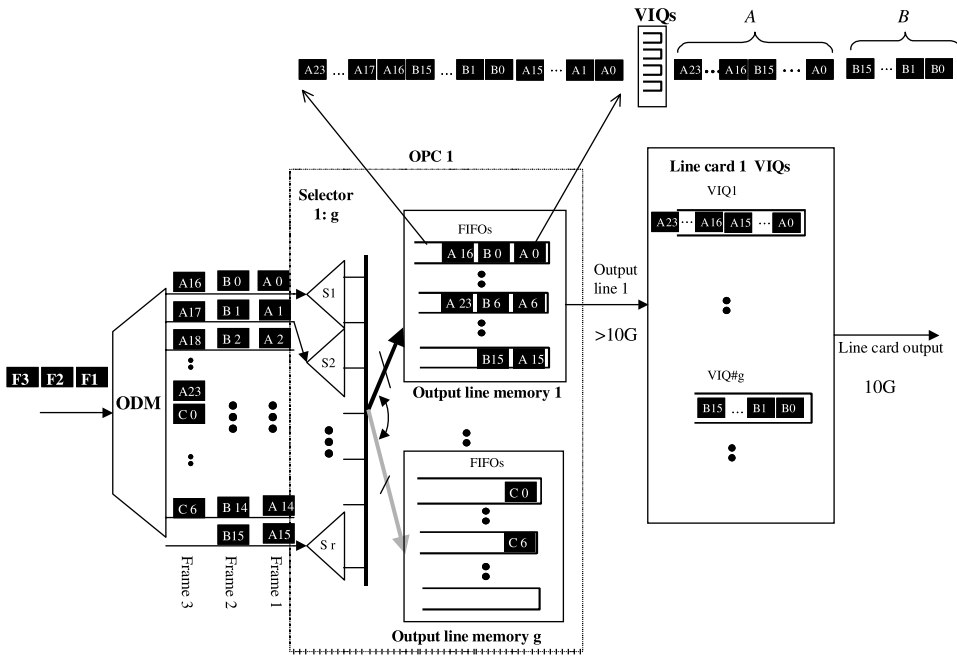 VIQs
A
B
A23 ... A17 A16 B15 ... B1 B0 A15 ... A1 A0
A23 ... A16 B15 ... A0
B15 ... B1 B0
OPC 1
Selector
1: g
FIFOs
A 16 B 0 A 0
A 23 B 6 A 6
B15 A 15
Output line memory 1
Line card 1 VIQs
VIQ1
A23 ... A16 A15 ... A0
Output
line 1
>10G
VIQ#g
B15 ... B1 B0
Line card output
10G
A16 B 0 A 0
A17 B 1 A 1
A18 B 2 A 2
A23
C 0
C 6 B 14 A 14
B15 A15
S1
S2
S r
F3 F2 F1
ODM
Frame 3
Frame 2
Frame 1
FIFOs
C 0
C 6
Output line memory g